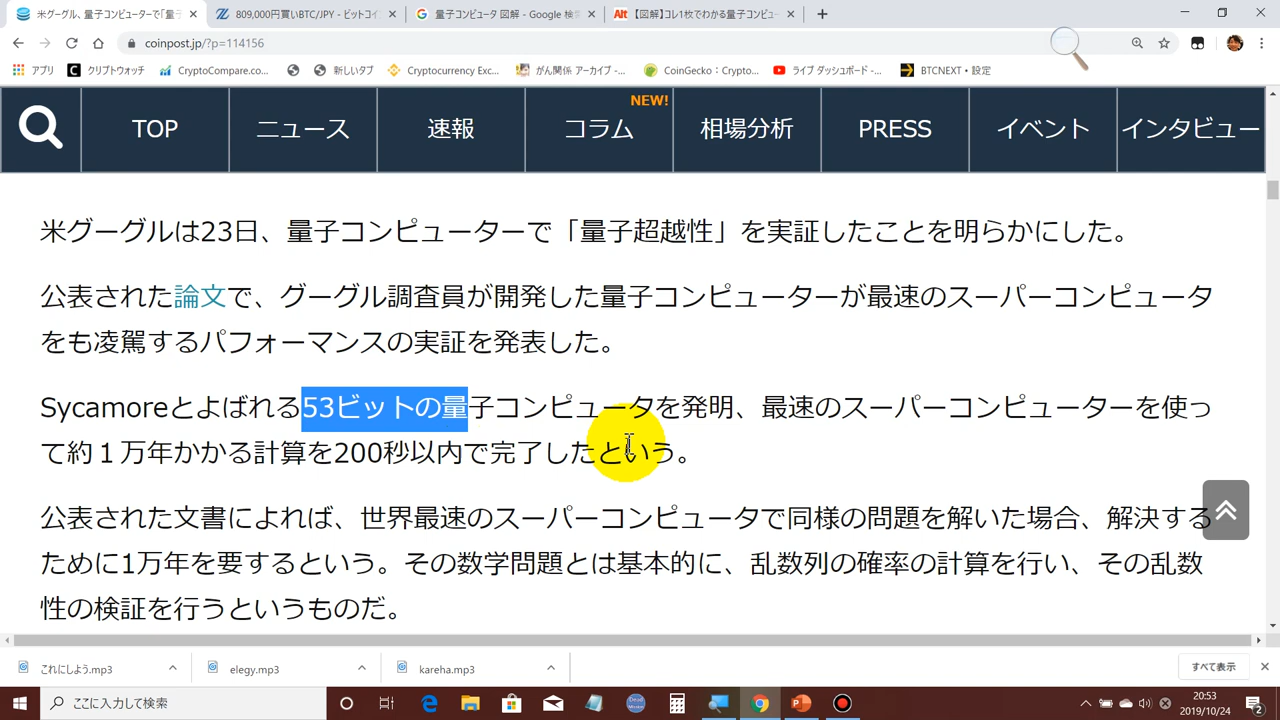 米グーグル、量子コンピューターで「量子
809,000円買いBTC/JPY - ビットコイン
量子コンピュータ 図解 - Google 検索
Alt 【図解】コレ1枚でわかる量子コンピュー
coinpost.jp/?p=114156
アプリ クリプトウォッチ CryptoCompare.co... 新しいタブ Cryptocurrency Exc... がん関係 アーカイブ -... CoinGecko：Crypto... ライブ ダッシュボード -... BTCNEXT・設定
NEW!
TOP ニュース 速報 コラム 相場分析 PRESS イベント インタビュー
米グーグルは23日、量子コンピューターで「量子超越性」を実証したことを明らかにした。
公表された論文で、グーグル調査員が開発した量子コンピューターが最速のスーパーコンピュータ
をも凌駕するパフォーマンスの実証を発表した。
Sycamoreとよばれる53ビットの量子コンピュータを発明、最速のスーパーコンピューターを使っ
て約１万年かかる計算を200秒以内で完了したという。
公表された文書によれば、世界最速のスーパーコンピュータで同様の問題を解いた場合、解決する
ために1万年を要するという。その数学問題とは基本的に、乱数列の確率の計算を行い、その乱数
性の検証を行うというものだ。
これにしよう.mp3 elegy.mp3 kareha.mp3 すべて表示
ここに入力して検索
20:53
2019/10/24
2